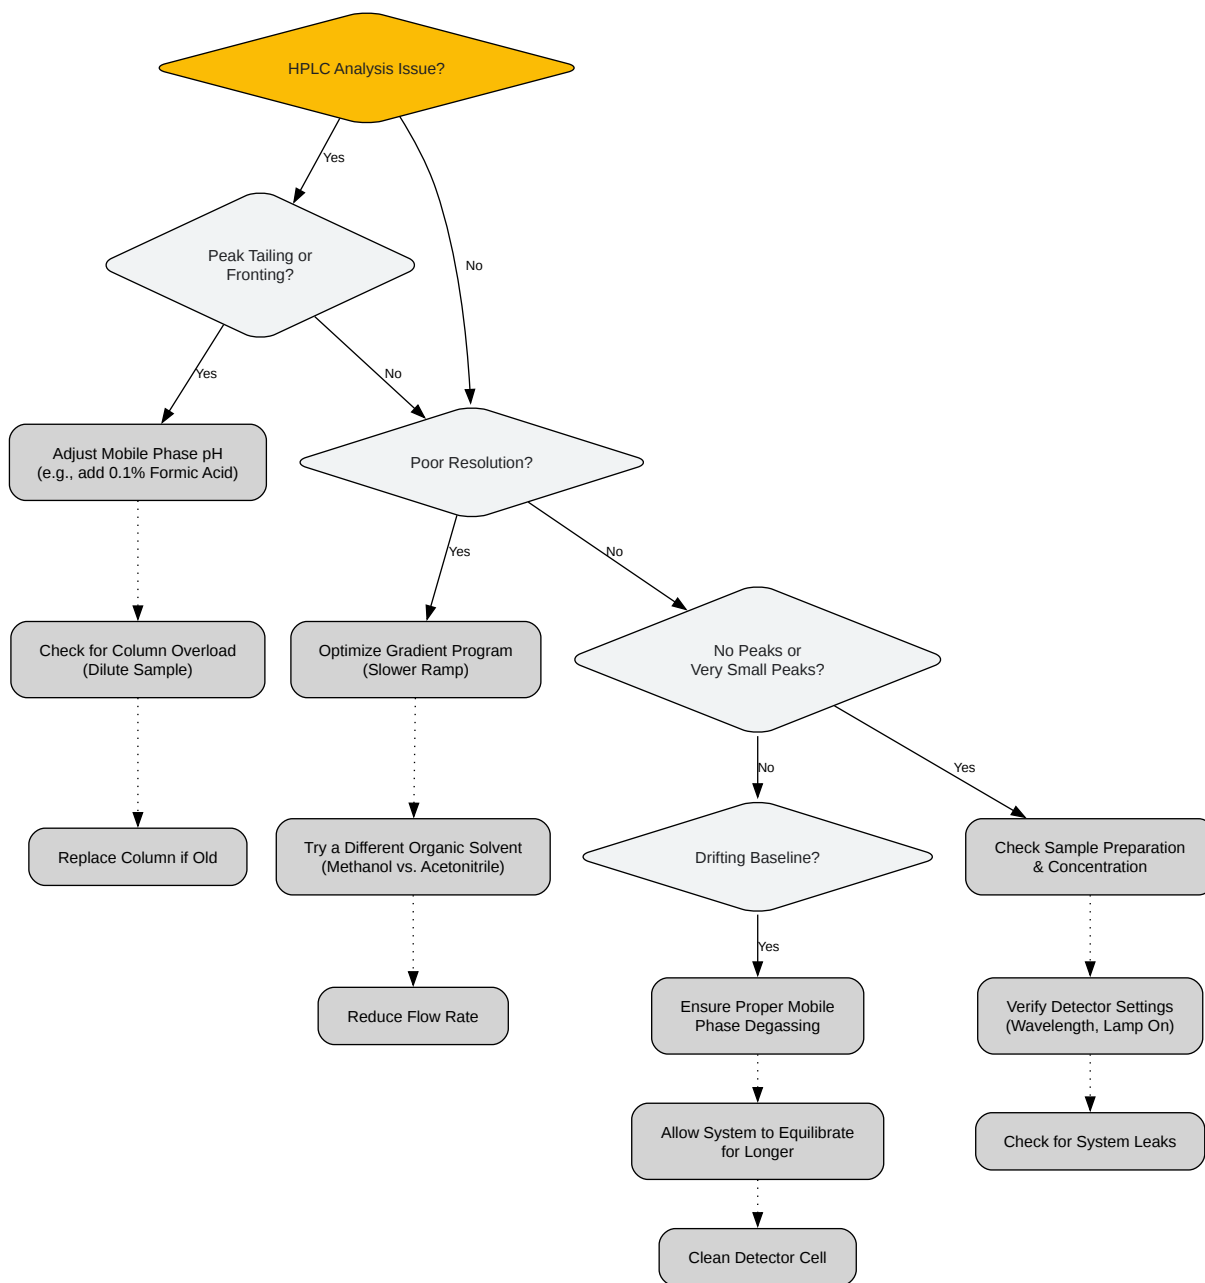 HPLC Analysis Issue?
Yes
Peak Tailing or
Fronting?
No
Yes
No
Adjust Mobile Phase pH
(e.g., add 0.1% Formic Acid)
Poor Resolution?
Yes
No
Check for Column Overload
(Dilute Sample)
Optimize Gradient Program
(Slower Ramp)
No Peaks or
Very Small Peaks?
No
Yes
Replace Column if Old
Try a Different Organic Solvent
(Methanol vs. Acetonitrile)
Drifting Baseline?
Check Sample Preparation
& Concentration
Yes
Reduce Flow Rate
Ensure Proper Mobile
Phase Degassing
Verify Detector Settings
(Wavelength, Lamp On)
Allow System to Equilibrate
for Longer
Check for System Leaks
Clean Detector Cell